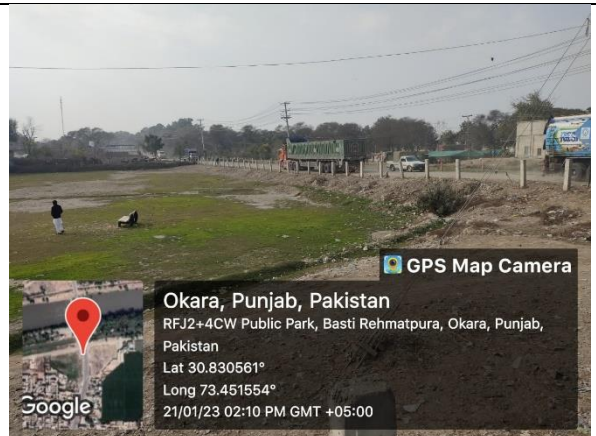 GPS Map Camera
Okara, Punjab, Pakistan
RFJ2+4CW Public Park, Basti Rehmatpura, Okara, Punjab,
Pakistan
Lat 30.830561°
Long 73.451554°
21/01/23 02:10 PM GMT +05:00
Google